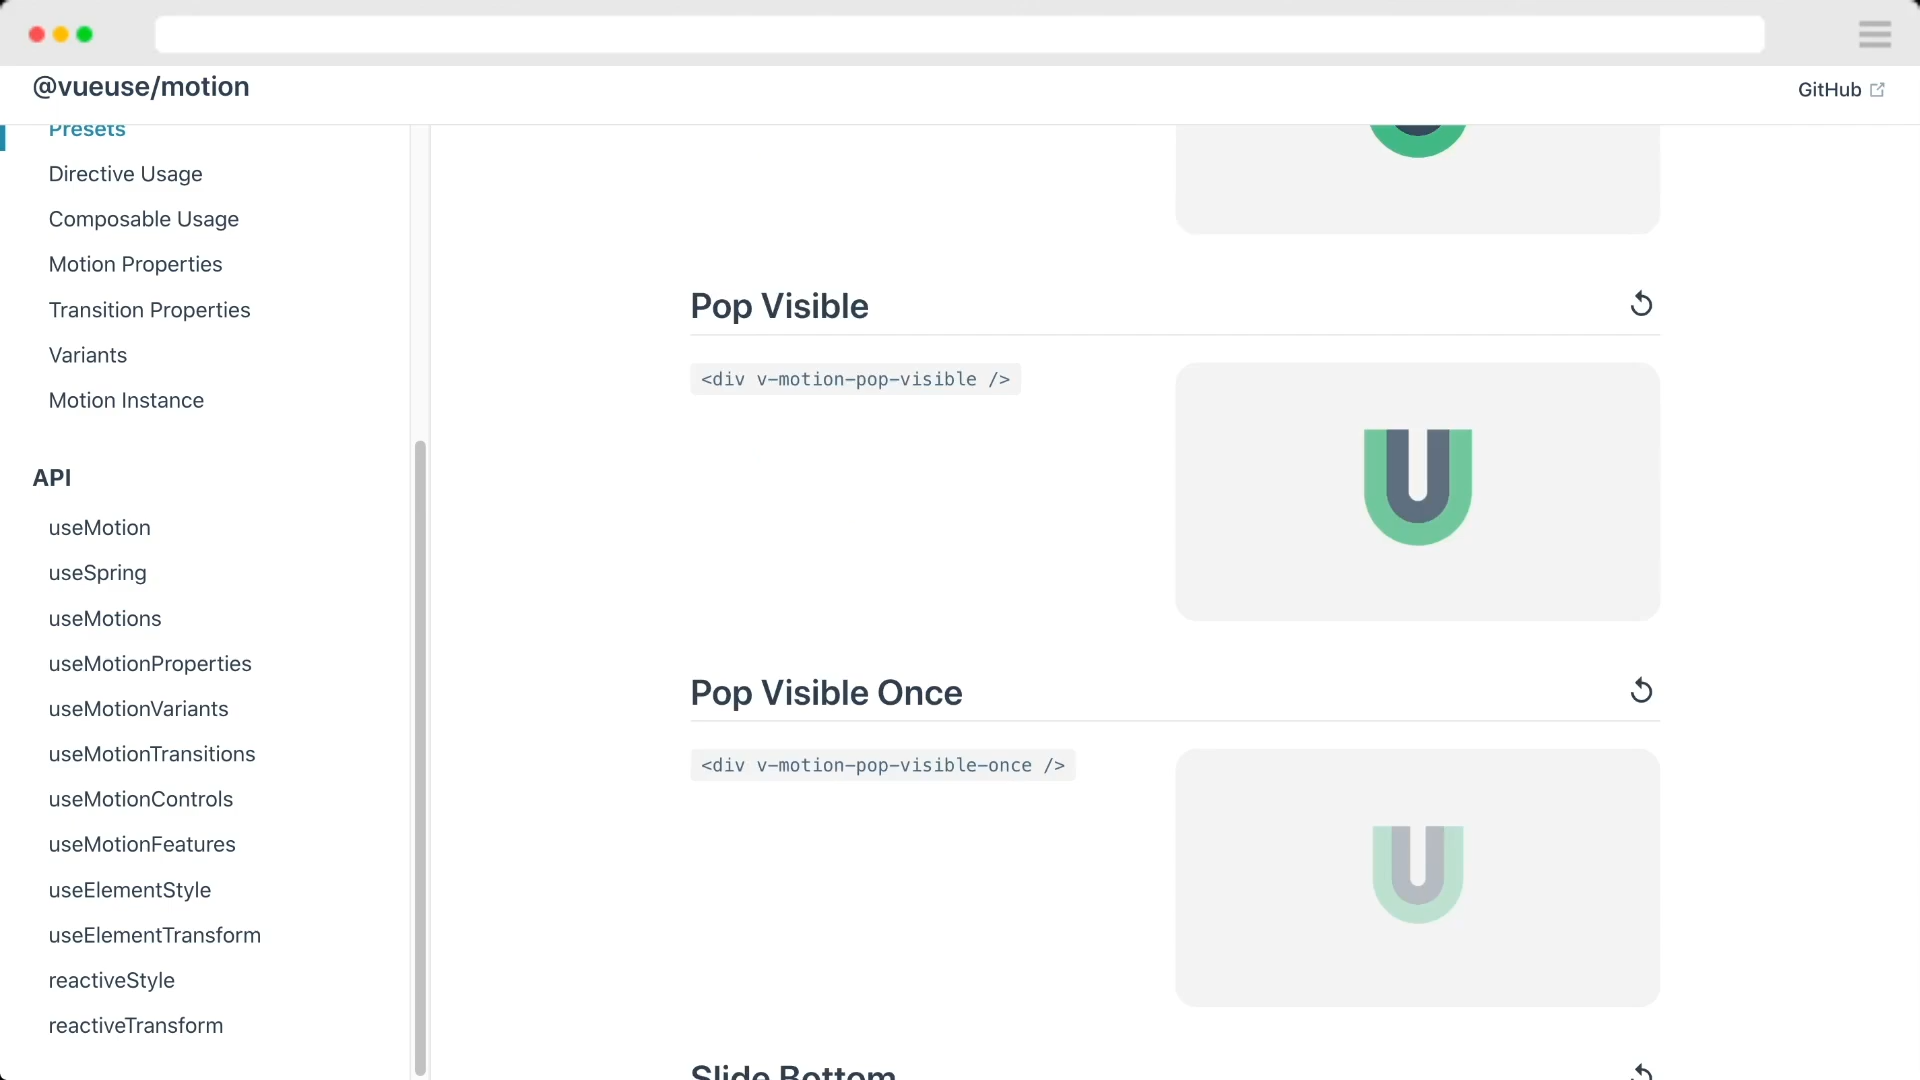 @vueuse/motion
GitHub
Presets
Directive Usage
Composable Usage
Motion Properties
Transition Properties
Variants
Motion Instance
API
useMotion
useSpring
useMotions
useMotionProperties
useMotionVariants
useMotionTransitions
useMotionControls
useMotionFeatures
useElementStyle
useElementTransform
reactiveStyle
reactiveTransform
Pop Visible
<div v-motion-pop-visible />
Pop Visible Once
<div v-motion-pop-visible-once />
Slide Bottom